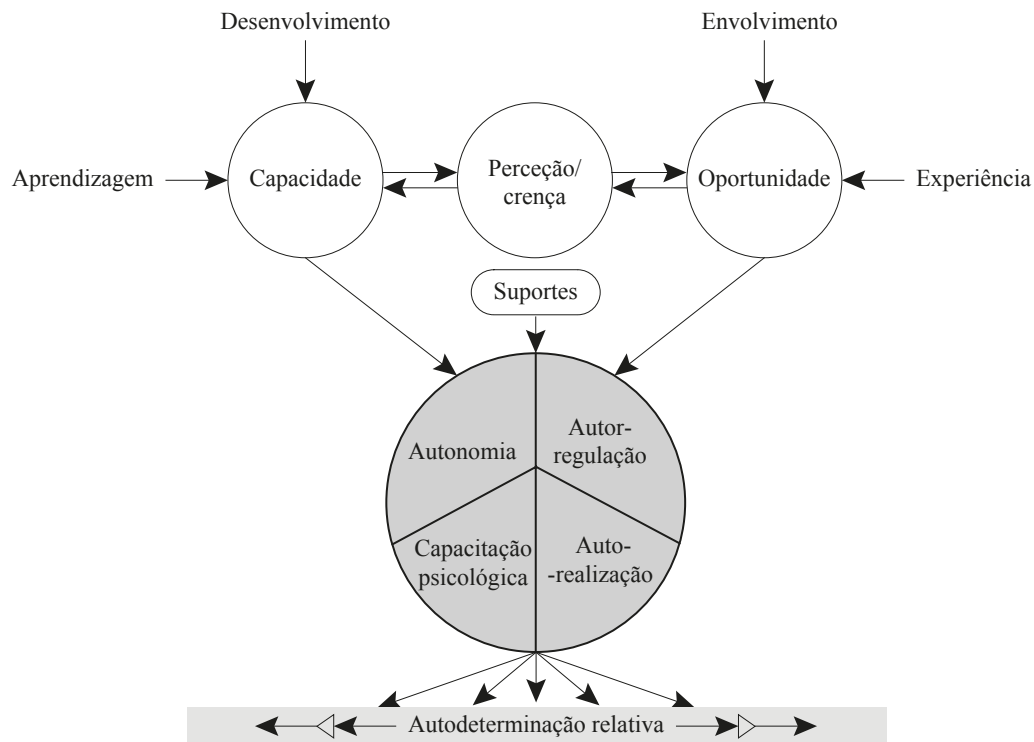 Desenvolvimento
Envolvimento
Aprendizagem
Capacidade
Perceção/
crença
Oportunidade
Experiência
Suportes
Autonomia
Autor-
regulação
Capacitação
psicológica
Auto-
-realização
Autodeterminação relativa